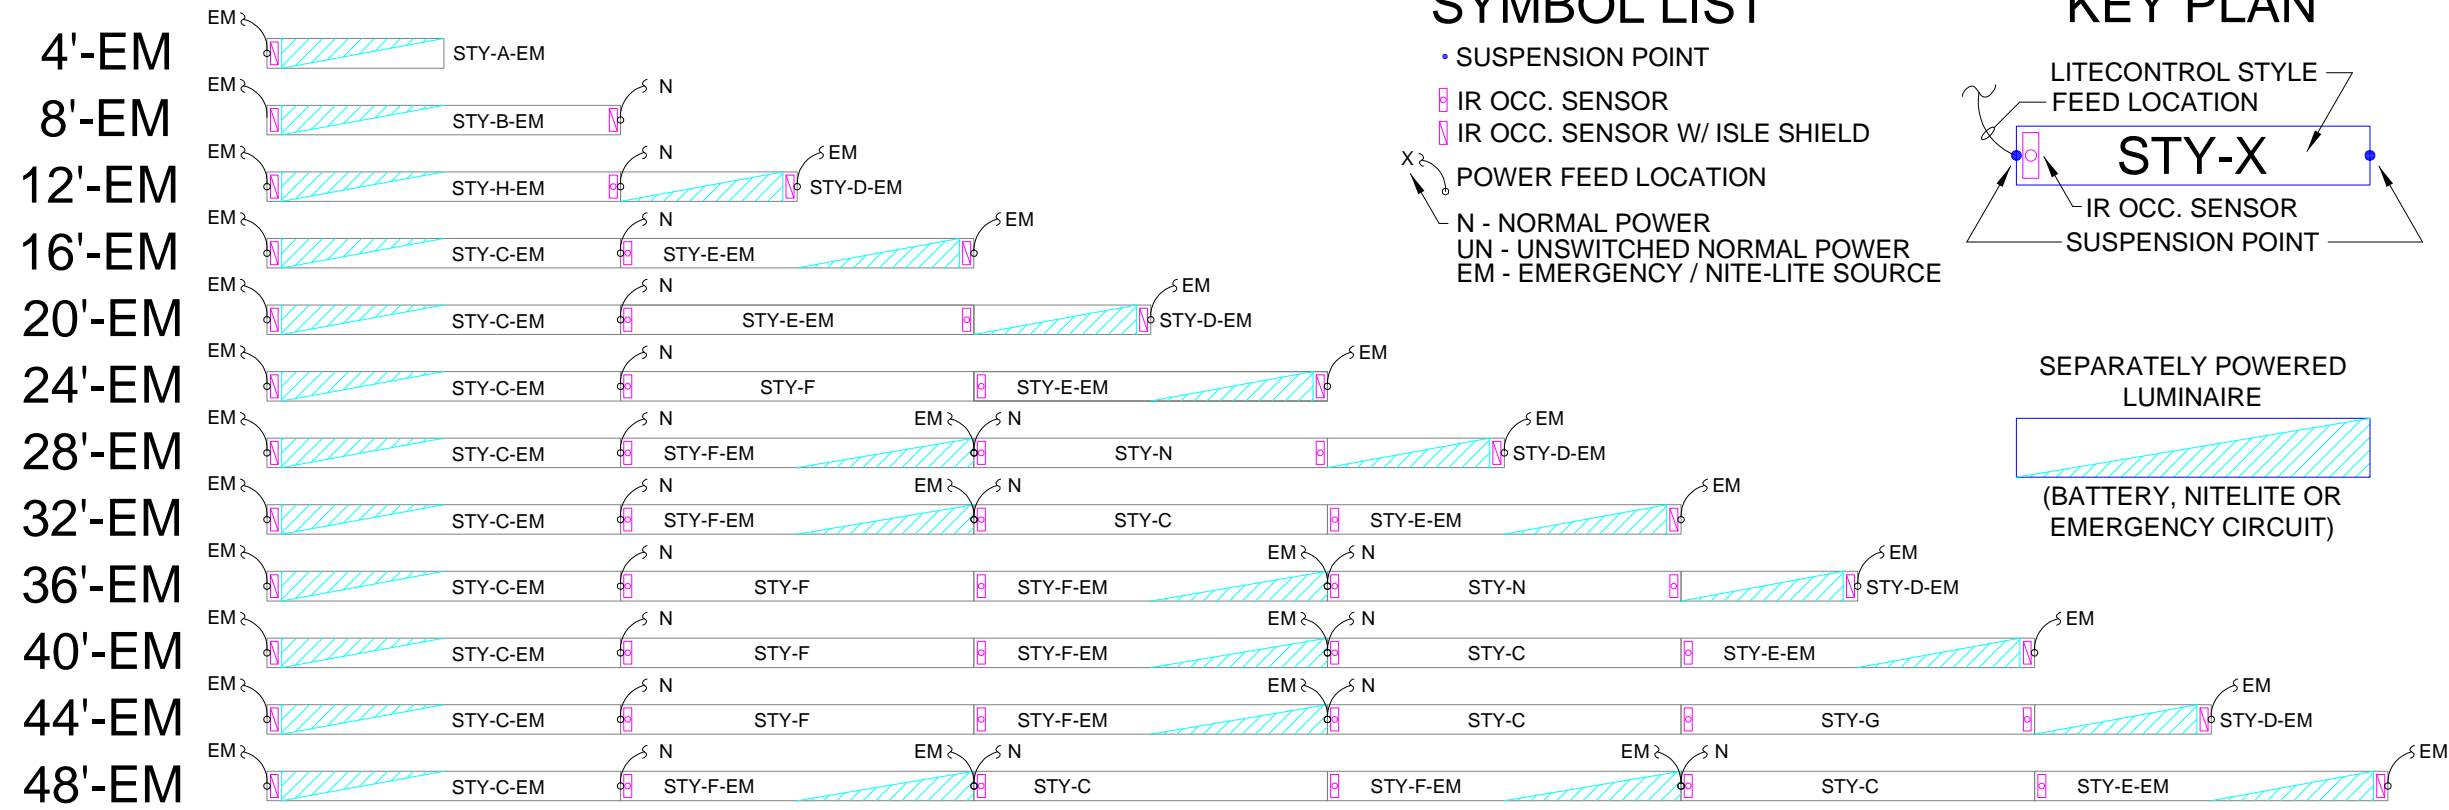 SYMBOL LIST
• SUSPENSION POINT
IR OCC. SENSOR
IR OCC. SENSOR W/ ISLE SHIELD
X
POWER FEED LOCATION
N - NORMAL POWER
UN - UNSWITCHED NORMAL POWER
EM - EMERGENCY / NITE-LITE SOURCE
KEY PLAN
LITECONTROL STYLE
FEED LOCATION
STY-X
IR OCC. SENSOR
SUSPENSION POINT
SEPARATELY POWERED
LUMINAIRE
(BATTERY, NITELITE OR
EMERGENCY CIRCUIT)
EM
4'-EM STY-A-EM
EM N
8'-EM STY-B-EM
EM N EM
12'-EM STY-H-EM STY-D-EM
EM N EM
16'-EM STY-C-EM STY-E-EM
EM N EM
20'-EM STY-C-EM STY-E-EM STY-D-EM
EM N EM
24'-EM STY-C-EM STY-F STY-E-EM
EM N EM N EM
28'-EM STY-C-EM STY-F-EM STY-N STY-D-EM
EM N EM N EM
32'-EM STY-C-EM STY-F-EM STY-C STY-E-EM
EM N EM N EM
36'-EM STY-C-EM STY-F STY-F-EM STY-N STY-D-EM
EM N EM N EM
40'-EM STY-C-EM STY-F STY-F-EM STY-C STY-E-EM
EM N EM N EM
44'-EM STY-C-EM STY-F STY-F-EM STY-C STY-G STY-D-EM
EM N EM N EM N EM
48'-EM STY-C-EM STY-F-EM STY-C STY-F-EM STY-C STY-E-EM